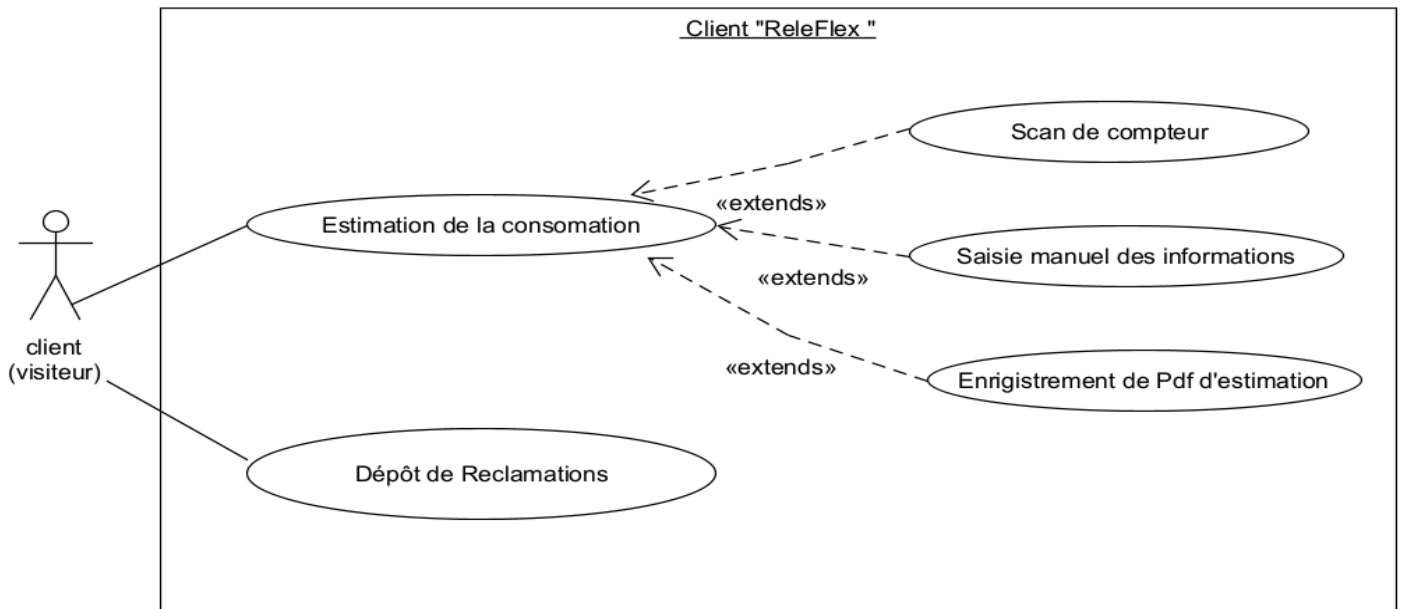 Client "ReleFlex "
Scan de compteur
«extends»
Estimation de la consomation
Saisie manuel des informations
«extends»
client
(visiteur)
«extends»
Enrigistrement de Pdf d'estimation
Dépôt de Reclamations